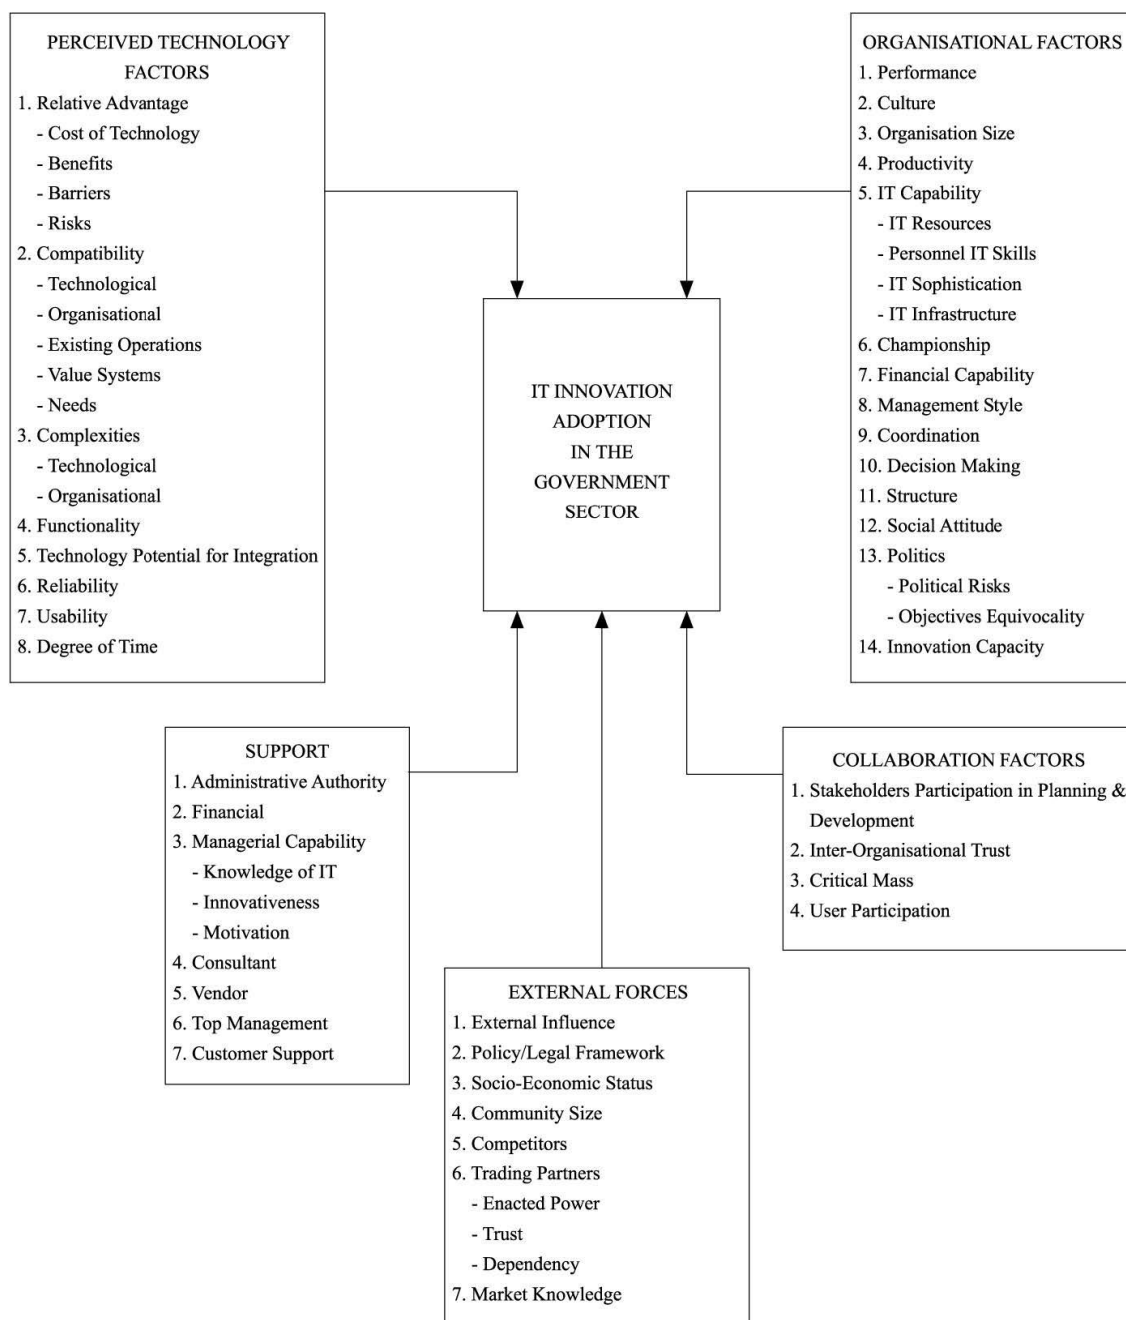 PERCEIVED TECHNOLOGY
FACTORS
1. Relative Advantage
- Cost of Technology
- Benefits
- Barriers
- Risks
2. Compatibility
- Technological
- Organisational
- Existing Operations
- Value Systems
- Needs
3. Complexities
- Technological
- Organisational
4. Functionality
5. Technology Potential for Integration
6. Reliability
7. Usability
8. Degree of Time
ORGANISATIONAL FACTORS
1. Performance
2. Culture
3. Organisation Size
4. Productivity
5. IT Capability
- IT Resources
- Personnel IT Skills
- IT Sophistication
- IT Infrastructure
6. Championship
7. Financial Capability
8. Management Style
9. Coordination
10. Decision Making
11. Structure
12. Social Attitude
13. Politics
- Political Risks
- Objectives Equivocality
14. Innovation Capacity
IT INNOVATION
ADOPTION
IN THE
GOVERNMENT
SECTOR
SUPPORT
1. Administrative Authority
2. Financial
3. Managerial Capability
- Knowledge of IT
- Innovativeness
- Motivation
4. Consultant
5. Vendor
6. Top Management
7. Customer Support
EXTERNAL FORCES
1. External Influence
2. Policy/Legal Framework
3. Socio-Economic Status
4. Community Size
5. Competitors
6. Trading Partners
- Enacted Power
- Trust
- Dependency
7. Market Knowledge
COLLABORATION FACTORS
1. Stakeholders Participation in Planning &
Development
2. Inter-Organisational Trust
3. Critical Mass
4. User Participation